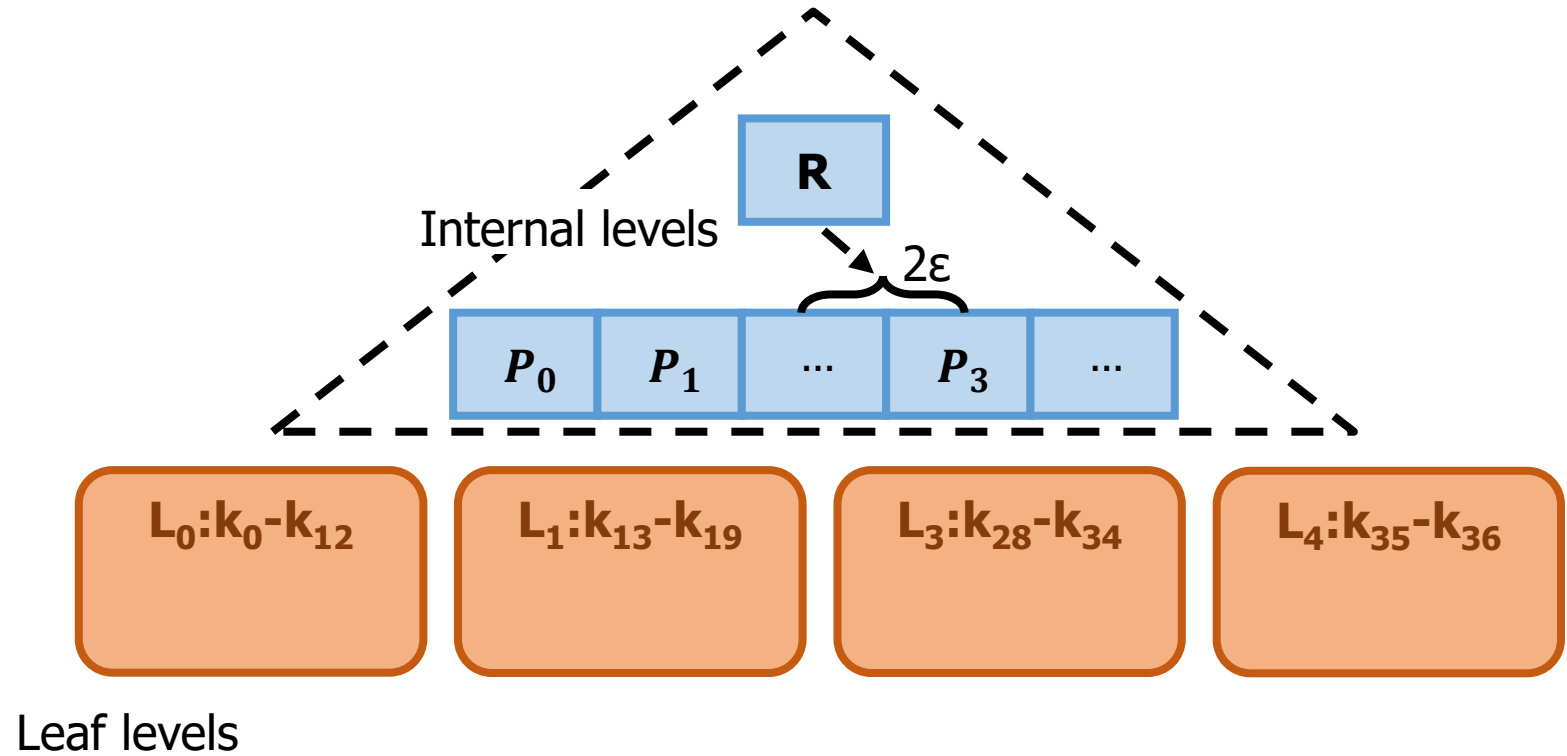 R
Internal levels
2ε
P₀ P₁ ... P₃ ...
L₀:k₀-k₁₂ L₁:k₁₃-k₁₉ L₃:k₂₈-k₃₄ L₄:k₃₅-k₃₆
Leaf levels